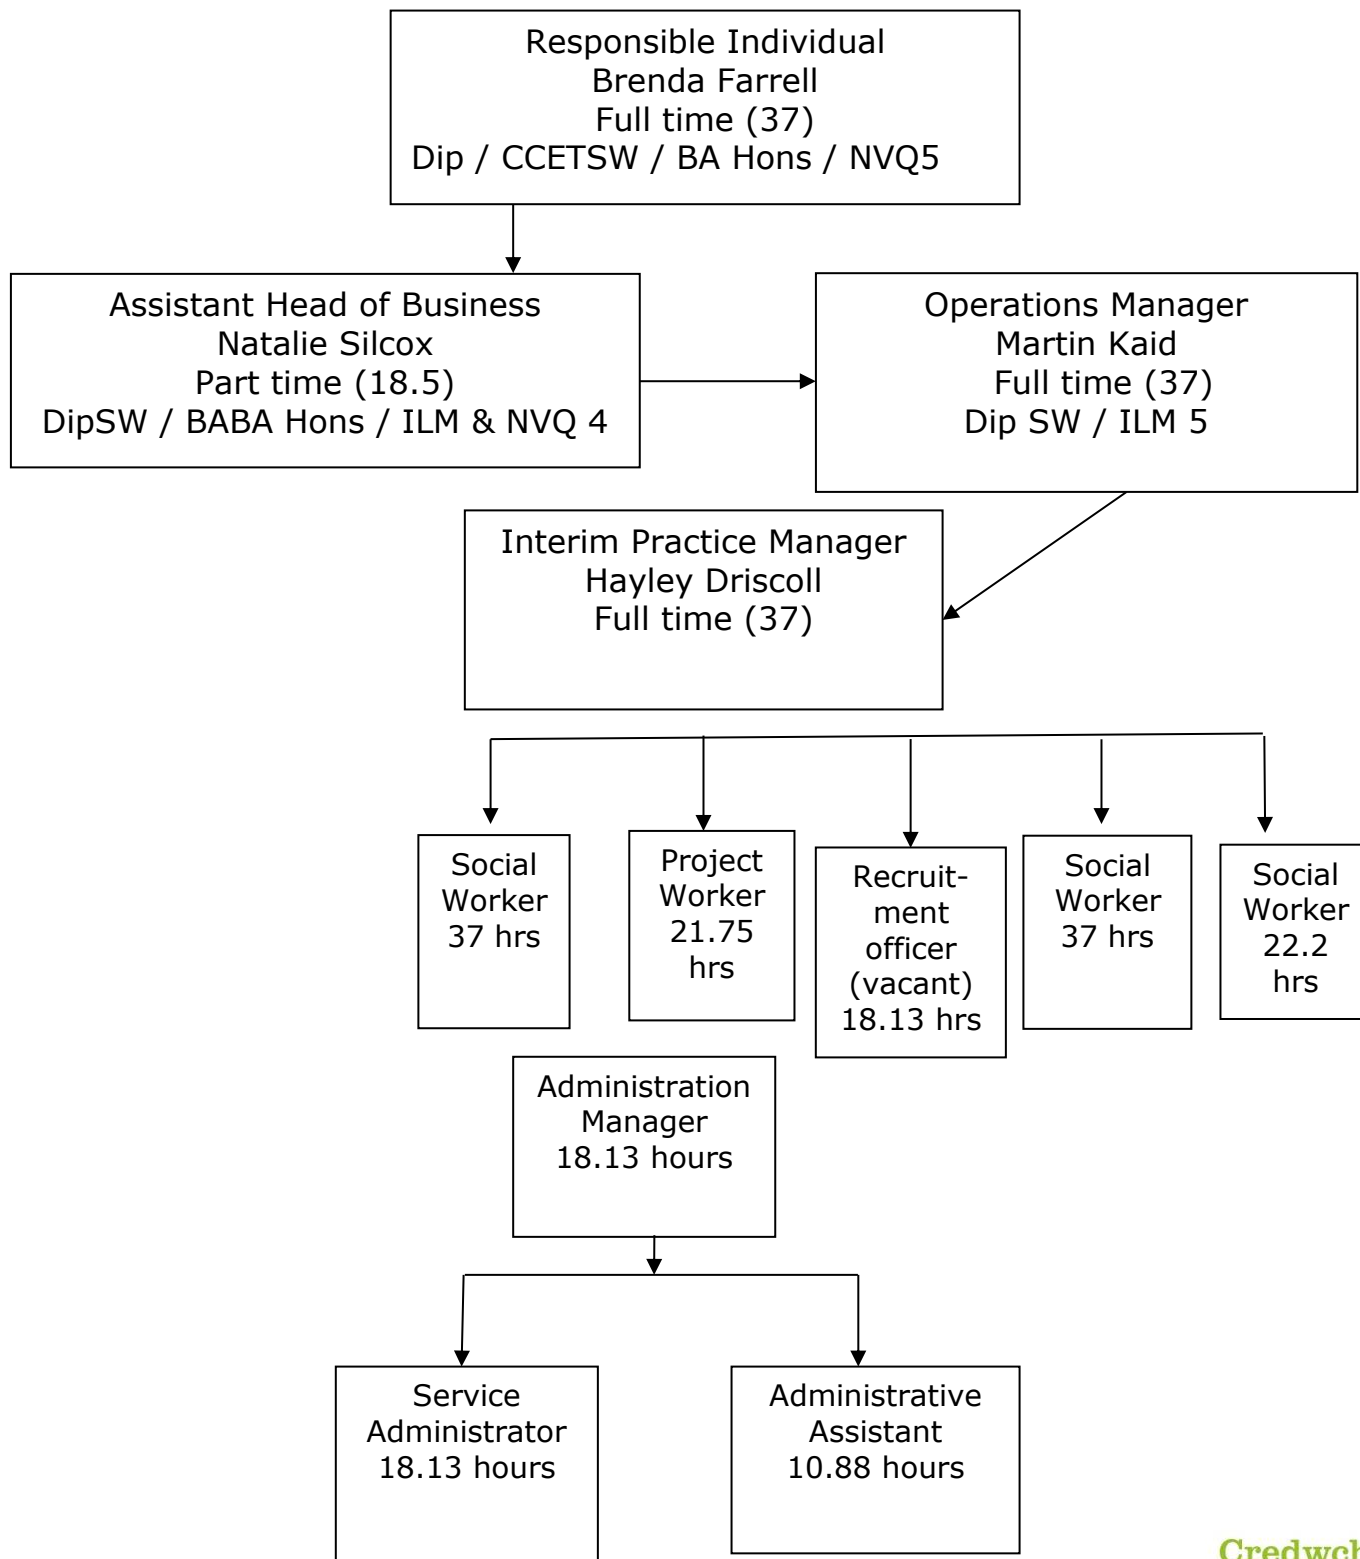 Responsible Individual
Brenda Farrell
Full time (37)
Dip / CCETSW / BA Hons / NVQ5
Assistant Head of Business
Natalie Silcox
Part time (18.5)
DipSW / BABA Hons / ILM & NVQ 4
Operations Manager
Martin Kaid
Full time (37)
Dip SW / ILM 5
Interim Practice Manager
Hayley Driscoll
Full time (37)
Social
Worker
37 hrs
Project
Worker
21.75
hrs
Recruit-
ment
officer
(vacant)
18.13 hrs
Social
Worker
37 hrs
Social
Worker
22.2
hrs
Administration
Manager
18.13 hours
Service
Administrator
18.13 hours
Administrative
Assistant
10.88 hours
Credwch